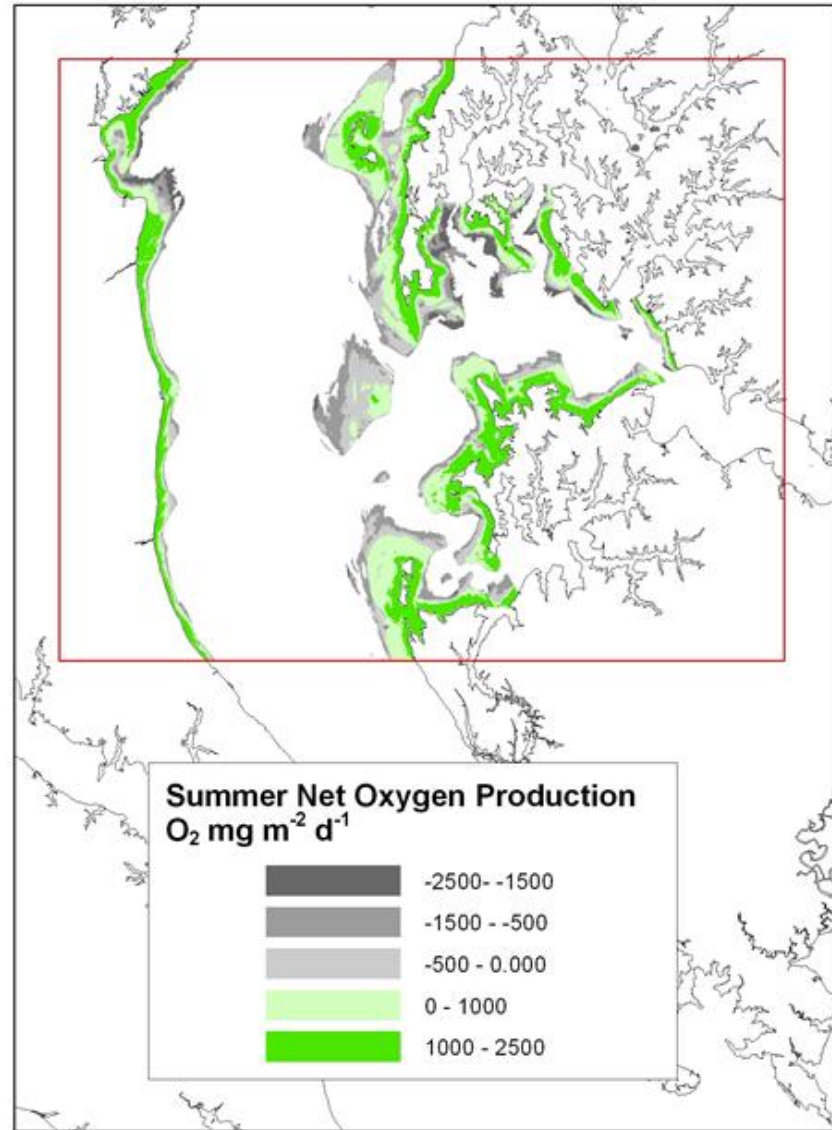 Summer Net Oxygen Production
O₂ mg m⁻² d⁻¹
-2500- -1500
-1500 - -500
-500 - 0.000
0 - 1000
1000 - 2500